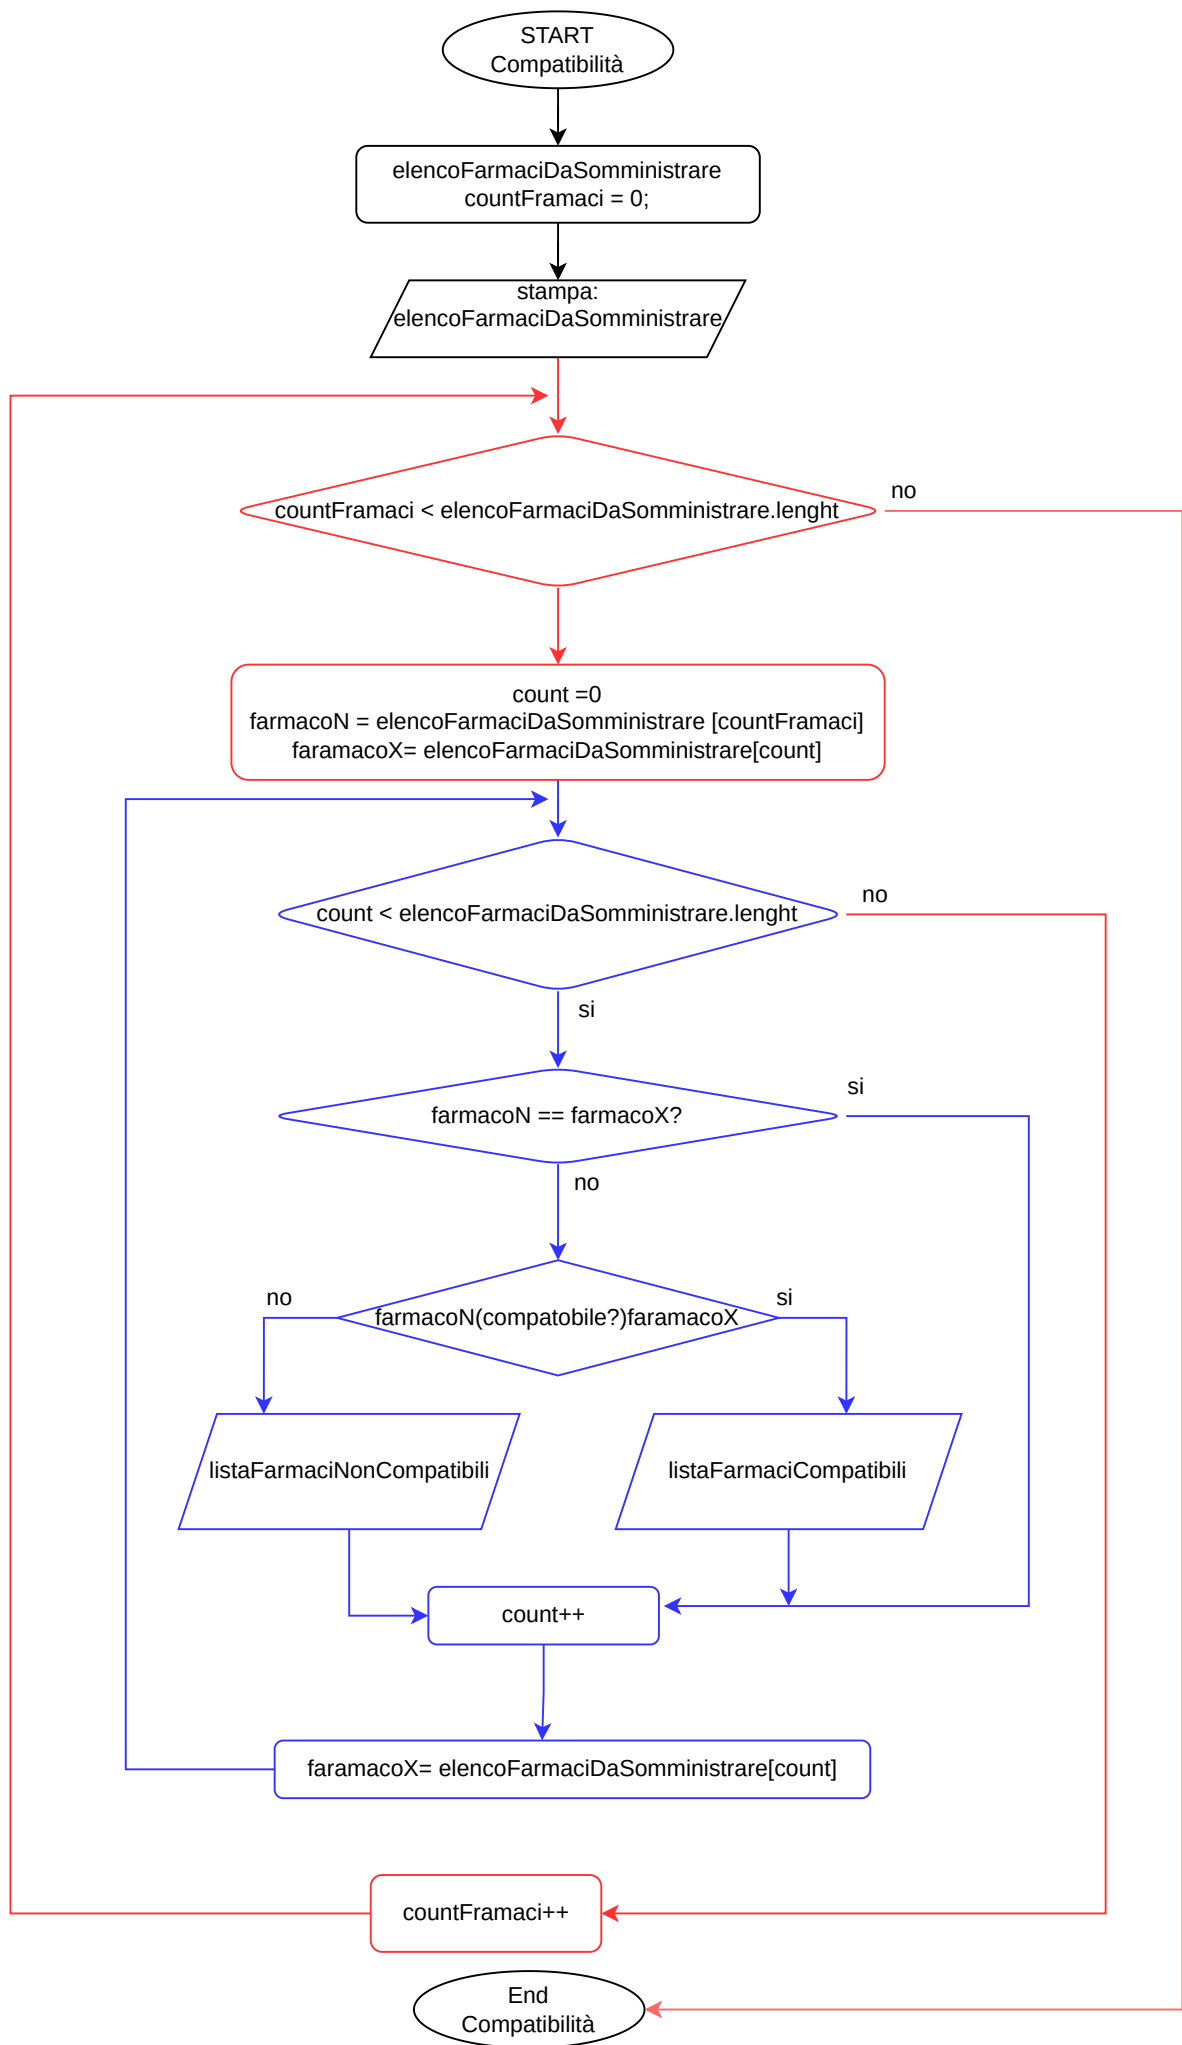 START
Compatibilità
elencoFarmaciDaSomministrare
countFramaci = 0;
stampa:
elencoFarmaciDaSomministrare
no
countFramaci < elencoFarmaciDaSomministrare.lenght
count =0
farmacoN = elencoFarmaciDaSomministrare [countFramaci]
faramacoX= elencoFarmaciDaSomministrare[count]
no
count < elencoFarmaciDaSomministrare.lenght
si
si
farmacoN == farmacoX?
no
no
si
farmacoN(compatobile?)faramacoX
listaFarmaciNonCompatibili
listaFarmaciCompatibili
count++
faramacoX= elencoFarmaciDaSomministrare[count]
countFramaci++
End
Compatibilità